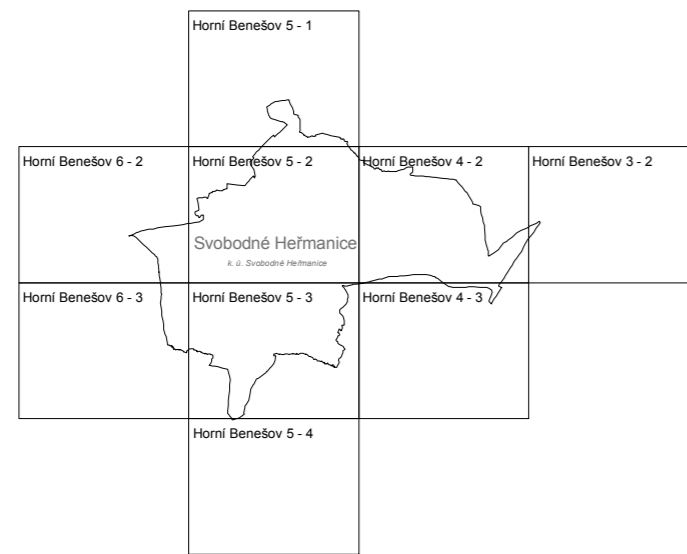 Horní Benešov 5 - 1
Horní Benešov 6 - 2
Horní Benešov 5 - 2
Horní Benešov 4 - 2
Horní Benešov 3 - 2
Svobodné Heřmanice
k. ú. Svobodné Heřmanice
Horní Benešov 6 - 3
Horní Benešov 5 - 3
Horní Benešov 4 - 3
Horní Benešov 5 - 4